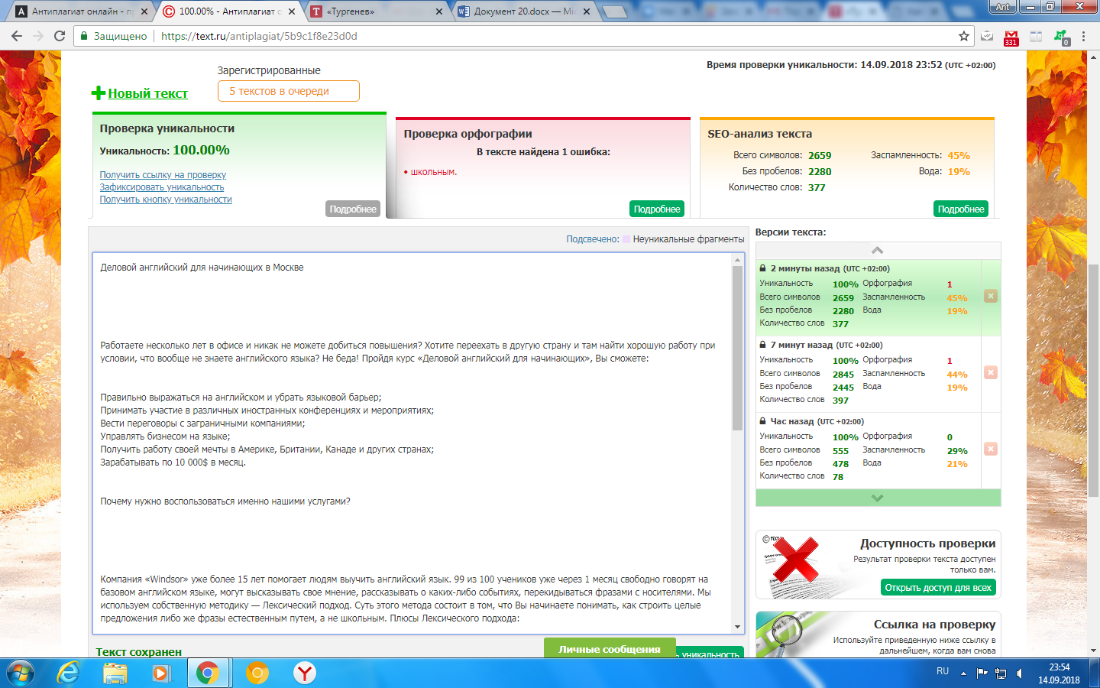 Антиплагиат онлайн - п
100.00% - Антиплагиат
«Тургенев»
Документ 20.docx — Mi
Ant
Защищено
https://text.ru/antiplagiat/5b9c1f8e23d0d
331
0
Время проверки уникальности: 14.09.2018 23:52 (UTC +02:00)
Зарегистрированные
Новый текст
5 текстов в очереди
Проверка уникальности
Уникальность: 100.00%
Получить ссылку на проверку
Зафиксировать уникальность
Получить кнопку уникальности
Подробнее
Проверка орфографии
В тексте найдена 1 ошибка:
• школьным.
Подробнее
SEO-анализ текста
Всего символов: 2659 Заспамленность: 45%
Без пробелов: 2280 Вода: 19%
Количество слов: 377
Подробнее
Подсвечено: Неуникальные фрагменты
Деловой английский для начинающих в Москве
Работаете несколько лет в офисе и никак не можете добиться повышения? Хотите переехать в другую страну и там найти хорошую работу при
условии, что вообще не знаете английского языка? Не беда! Пройдя курс «Деловой английский для начинающих», Вы сможете:
Правильно выражаться на английском и убрать языковой барьер;
Принимать участие в различных иностранных конференциях и мероприятиях;
Вести переговоры с заграничными компаниями;
Управлять бизнесом на языке;
Получить работу своей мечты в Америке, Британии, Канаде и других странах;
Зарабатывать по 10 000$ в месяц.
Почему нужно воспользоваться именно нашими услугами?
Компания «Windsor» уже более 15 лет помогает людям выучить английский язык. 99 из 100 учеников уже через 1 месяц свободно говорят на
базовом английском языке, могут высказывать свое мнение, рассказывать о каких-либо событиях, перекидываться фразами с носителями. Мы
используем собственную методику — Лексический подход. Суть этого метода состоит в том, что Вы начинаете понимать, как строить целые
предложения либо же фразы естественным путем, а не школьным. Плюсы Лексического подхода:
Текст сохранен
Личные сообщения
уникальность
Версии текста:
2 минуты назад (UTC +02:00)
Уникальность 100% Орфография 1
Всего символов 2659 Заспамленность 45%
Без пробелов 2280 Вода 19%
Количество слов 377
7 минут назад (UTC +02:00)
Уникальность 100% Орфография 1
Всего символов 2845 Заспамленность 44%
Без пробелов 2445 Вода 19%
Количество слов 397
Час назад (UTC +02:00)
Уникальность 100% Орфография 0
Всего символов 555 Заспамленность 29%
Без пробелов 478 Вода 21%
Количество слов 78
Доступность проверки
Результат проверки текста доступен
только вам.
Открыть доступ для всех
Ссылка на проверку
Используйте приведенную ниже ссылку в
дальнейшем, когда вам снова
RU
23:54
14.09.2018